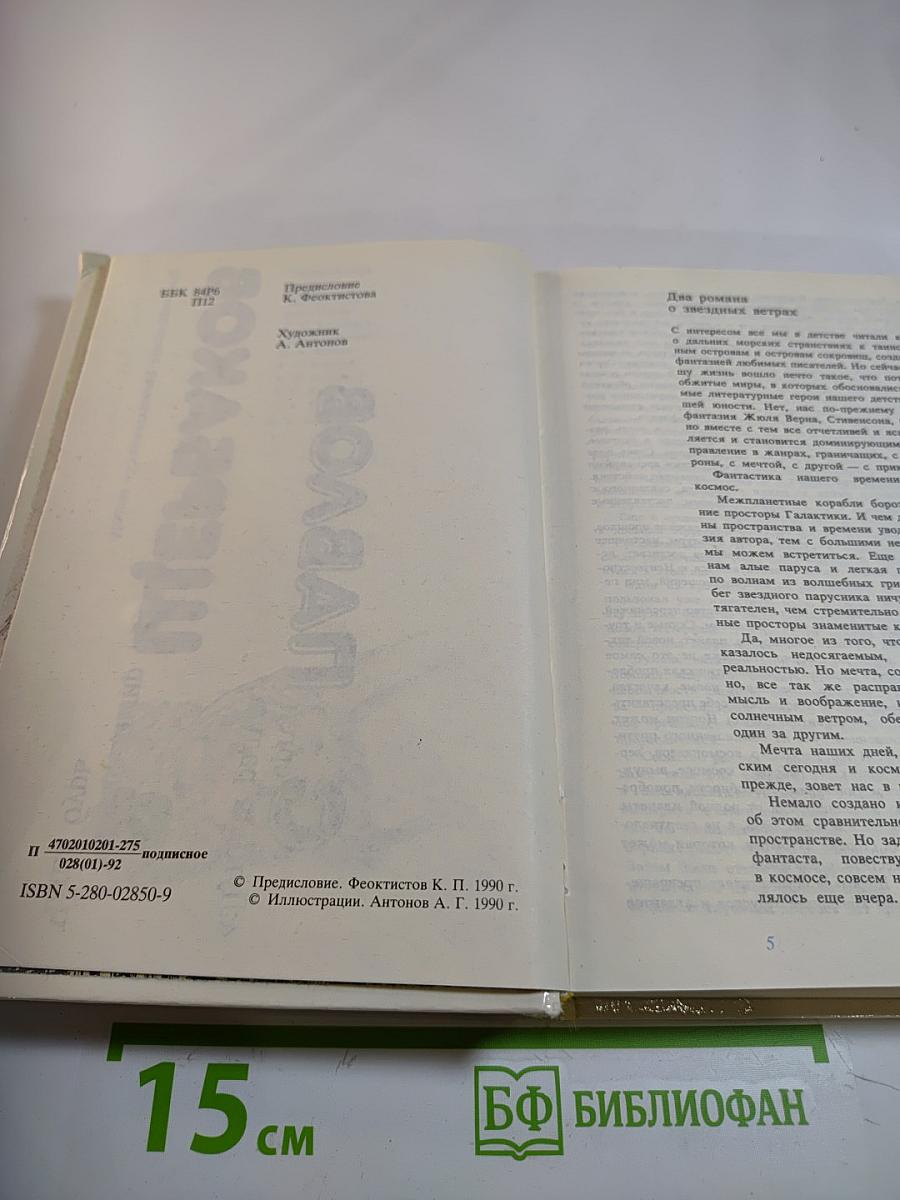 ББК 84Р6
П12
Предисловие
К. Феоктистова
Художник
А. Антонов
П 4702010201-275 подписное
028(01)-92
ISBN 5-280-02850-9
© Предисловие. Феоктистов К. П. 1990 г.
© Иллюстрации. Антонов А. Г. 1990 г.
Два романа
о звездных ветрах
С интересом все мы в детстве читали
о дальних морских странствиях к таинс
ным островам и островам сокровищ, созд
фантазией любимых писателей. Но сейча
шу жизнь вошло нечто такое, что пот
обжитые миры, в которых обосновалис
мые литературные герои нашего детст
шей юности. Нет, нас по-прежнему
фантазия Жюля Верна, Стивенсона,
но вместе с тем все отчетливей и яс
ляется и становится доминирующим
правление в жанрах, граничащих, с
роны, с мечтой, с другой — с при
Фантастика нашего времени
космос.
Межпланетные корабли бороз
ние просторы Галактики. И чем д
ны пространства и времени увод
зия автора, тем с большими не
мы можем встретиться. Еще
нам алые паруса и легкая п
по волнам из волшебных гри
бег звездного парусника нич
тягателен, чем стремительно
ные просторы знаменитые к
Да, многое из того, что
казалось недосягаемым,
реальностью. Но мечта, со
но, все так же расправ
мысль и воображение,
солнечным ветром, обе
один за другим.
Мечта наших дней,
ским сегодня и косм
прежде, зовет нас в
Немало создано
об этом сравнительно
пространстве. Но зад
фантаста, повеству
в космосе, совсем н
лялось еще вчера.
5
15 см
БФ БИБЛИОФАН